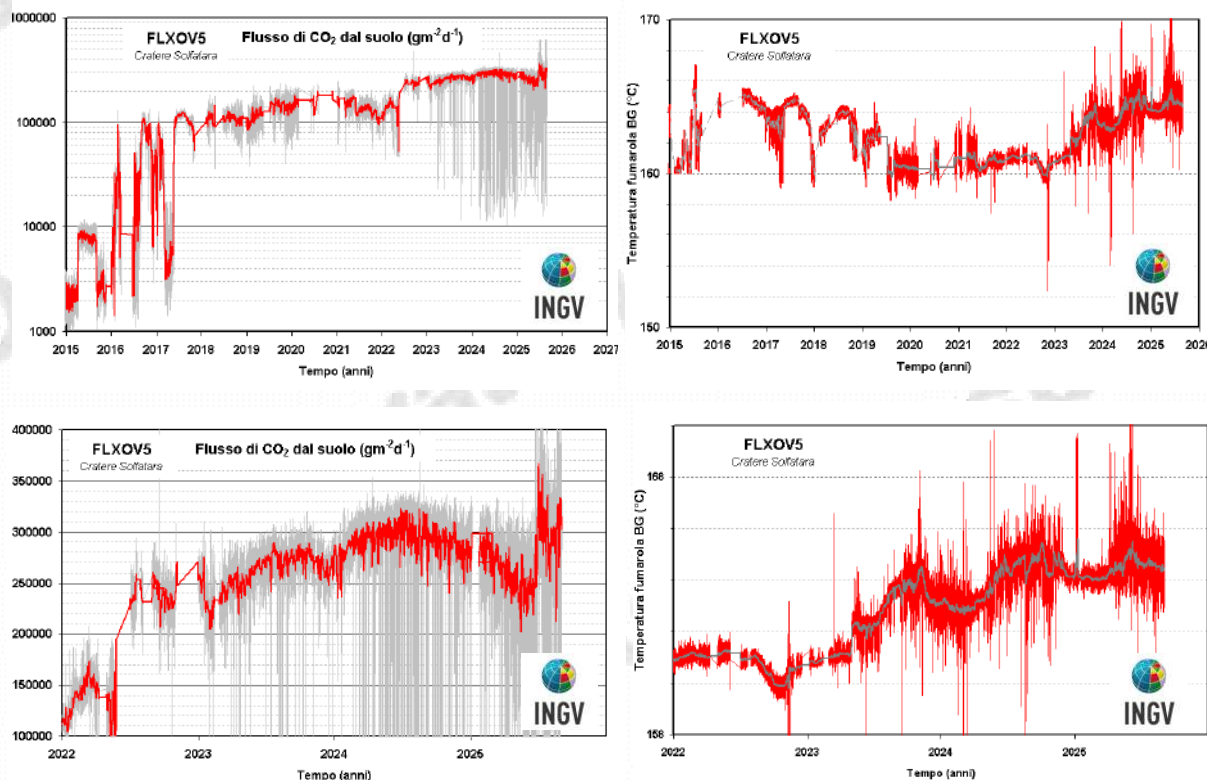 FLXOV5 Flusso di CO₂ dal suolo (gm⁻²d⁻¹)
Cratere Solfatara
1000000
100000
10000
1000
2015 2016 2017 2018 2019 2020 2021 2022 2023 2024 2025 2026 2027
Tempo (anni)
INGV
FLXOV5
Cratere Solfatara
Temperatura fumarola BG (°C)
170
160
150
2015 2016 2017 2018 2019 2020 2021 2022 2023 2024 2025 2026
Tempo (anni)
INGV
FLXOV5 Flusso di CO₂ dal suolo (gm⁻²d⁻¹)
Cratere Solfatara
400000
350000
300000
250000
200000
150000
100000
2022 2023 2024 2025
Tempo (anni)
INGV
FLXOV5
Cratere Solfatara
Temperatura fumarola BG (°C)
168
158
2022 2023 2024 2025
Tempo (anni)
INGV